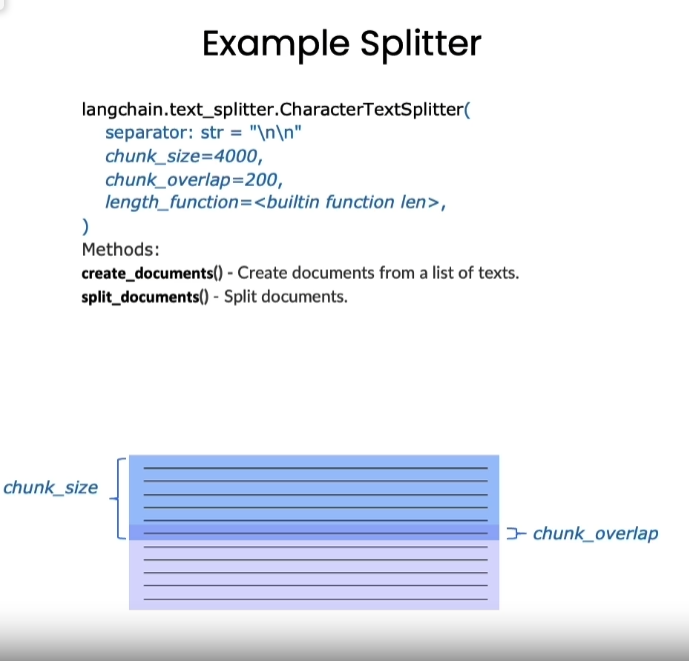 Example Splitter
langchain.text_splitter.CharacterTextSplitter(
separator: str = "\n\n"
chunk_size=4000,
chunk_overlap=200,
length_function=<builtin function len>,
)
Methods:
create_documents() - Create documents from a list of texts.
split_documents() - Split documents.
chunk_size
chunk_overlap